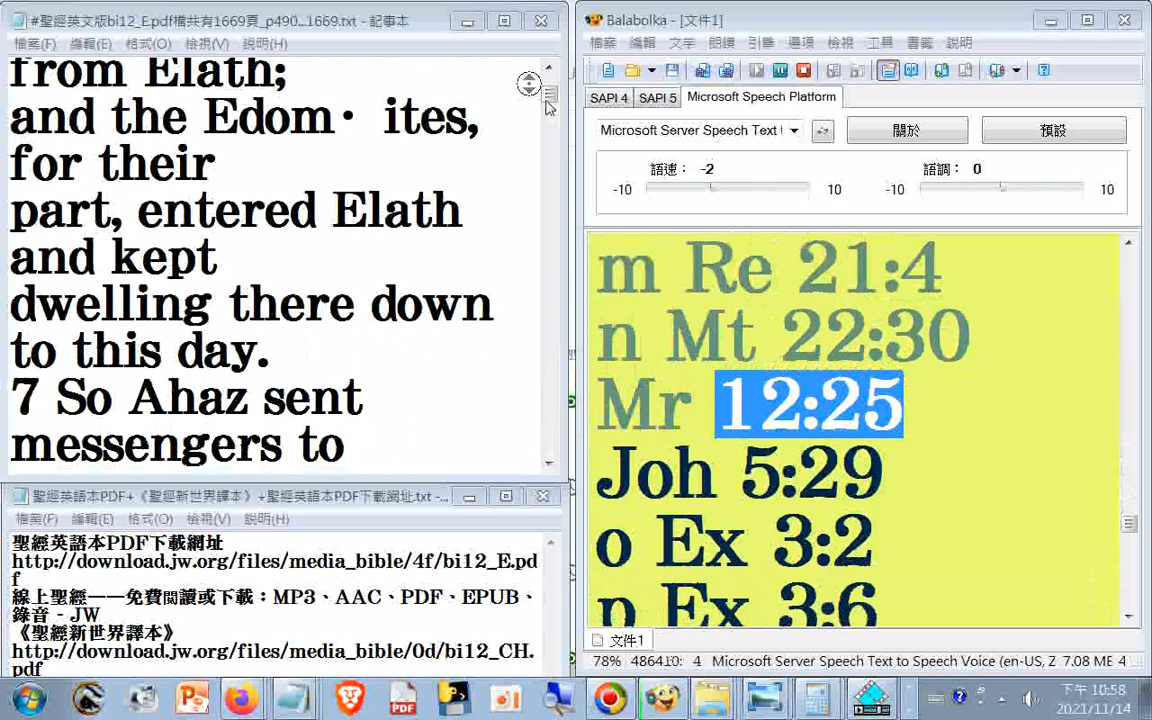 #聖經英文版bi12_E.pdf檔共有1669頁_p490...1669.txt - 記事本
檔案(F) 編輯(E) 格式(O) 檢視(V) 說明(H)
from Elath;
and the Edom· ites,
for their
part, entered Elath
and kept
dwelling there down
to this day.
7 So Ahaz sent
messengers to
聖經英語本PDF+《聖經新世界譯本》+聖經英語本PDF下載網址.txt -...
檔案(F) 編輯(E) 格式(O) 檢視(V) 說明(H)
聖經英語本PDF下載網址
http://download.jw.org/files/media_bible/4f/bi12_E.pd
f
線上聖經——免費閱讀或下載：MP3、AAC、PDF、EPUB、
錄音 - JW
《聖經新世界譯本》
http://download.jw.org/files/media_bible/0d/bi12_CH.
pdf
Balabolka - [文件1]
檔案 編輯 文字 朗讀 引擎 選項 檢視 工具 書籤 說明
SAPI 4 SAPI 5 Microsoft Speech Platform
Microsoft Server Speech Text 關於 預設
語速： -2 語調： 0
-10 10 -10 10
m Re 21:4
n Mt 22:30
Mr 12:25
Joh 5:29
o Ex 3:2
p Ex 3:6
文件1
78% 486410: 4 Microsoft Server Speech Text to Speech Voice (en-US, Z 7.08 ME 4
下午 10:58
2021/11/14